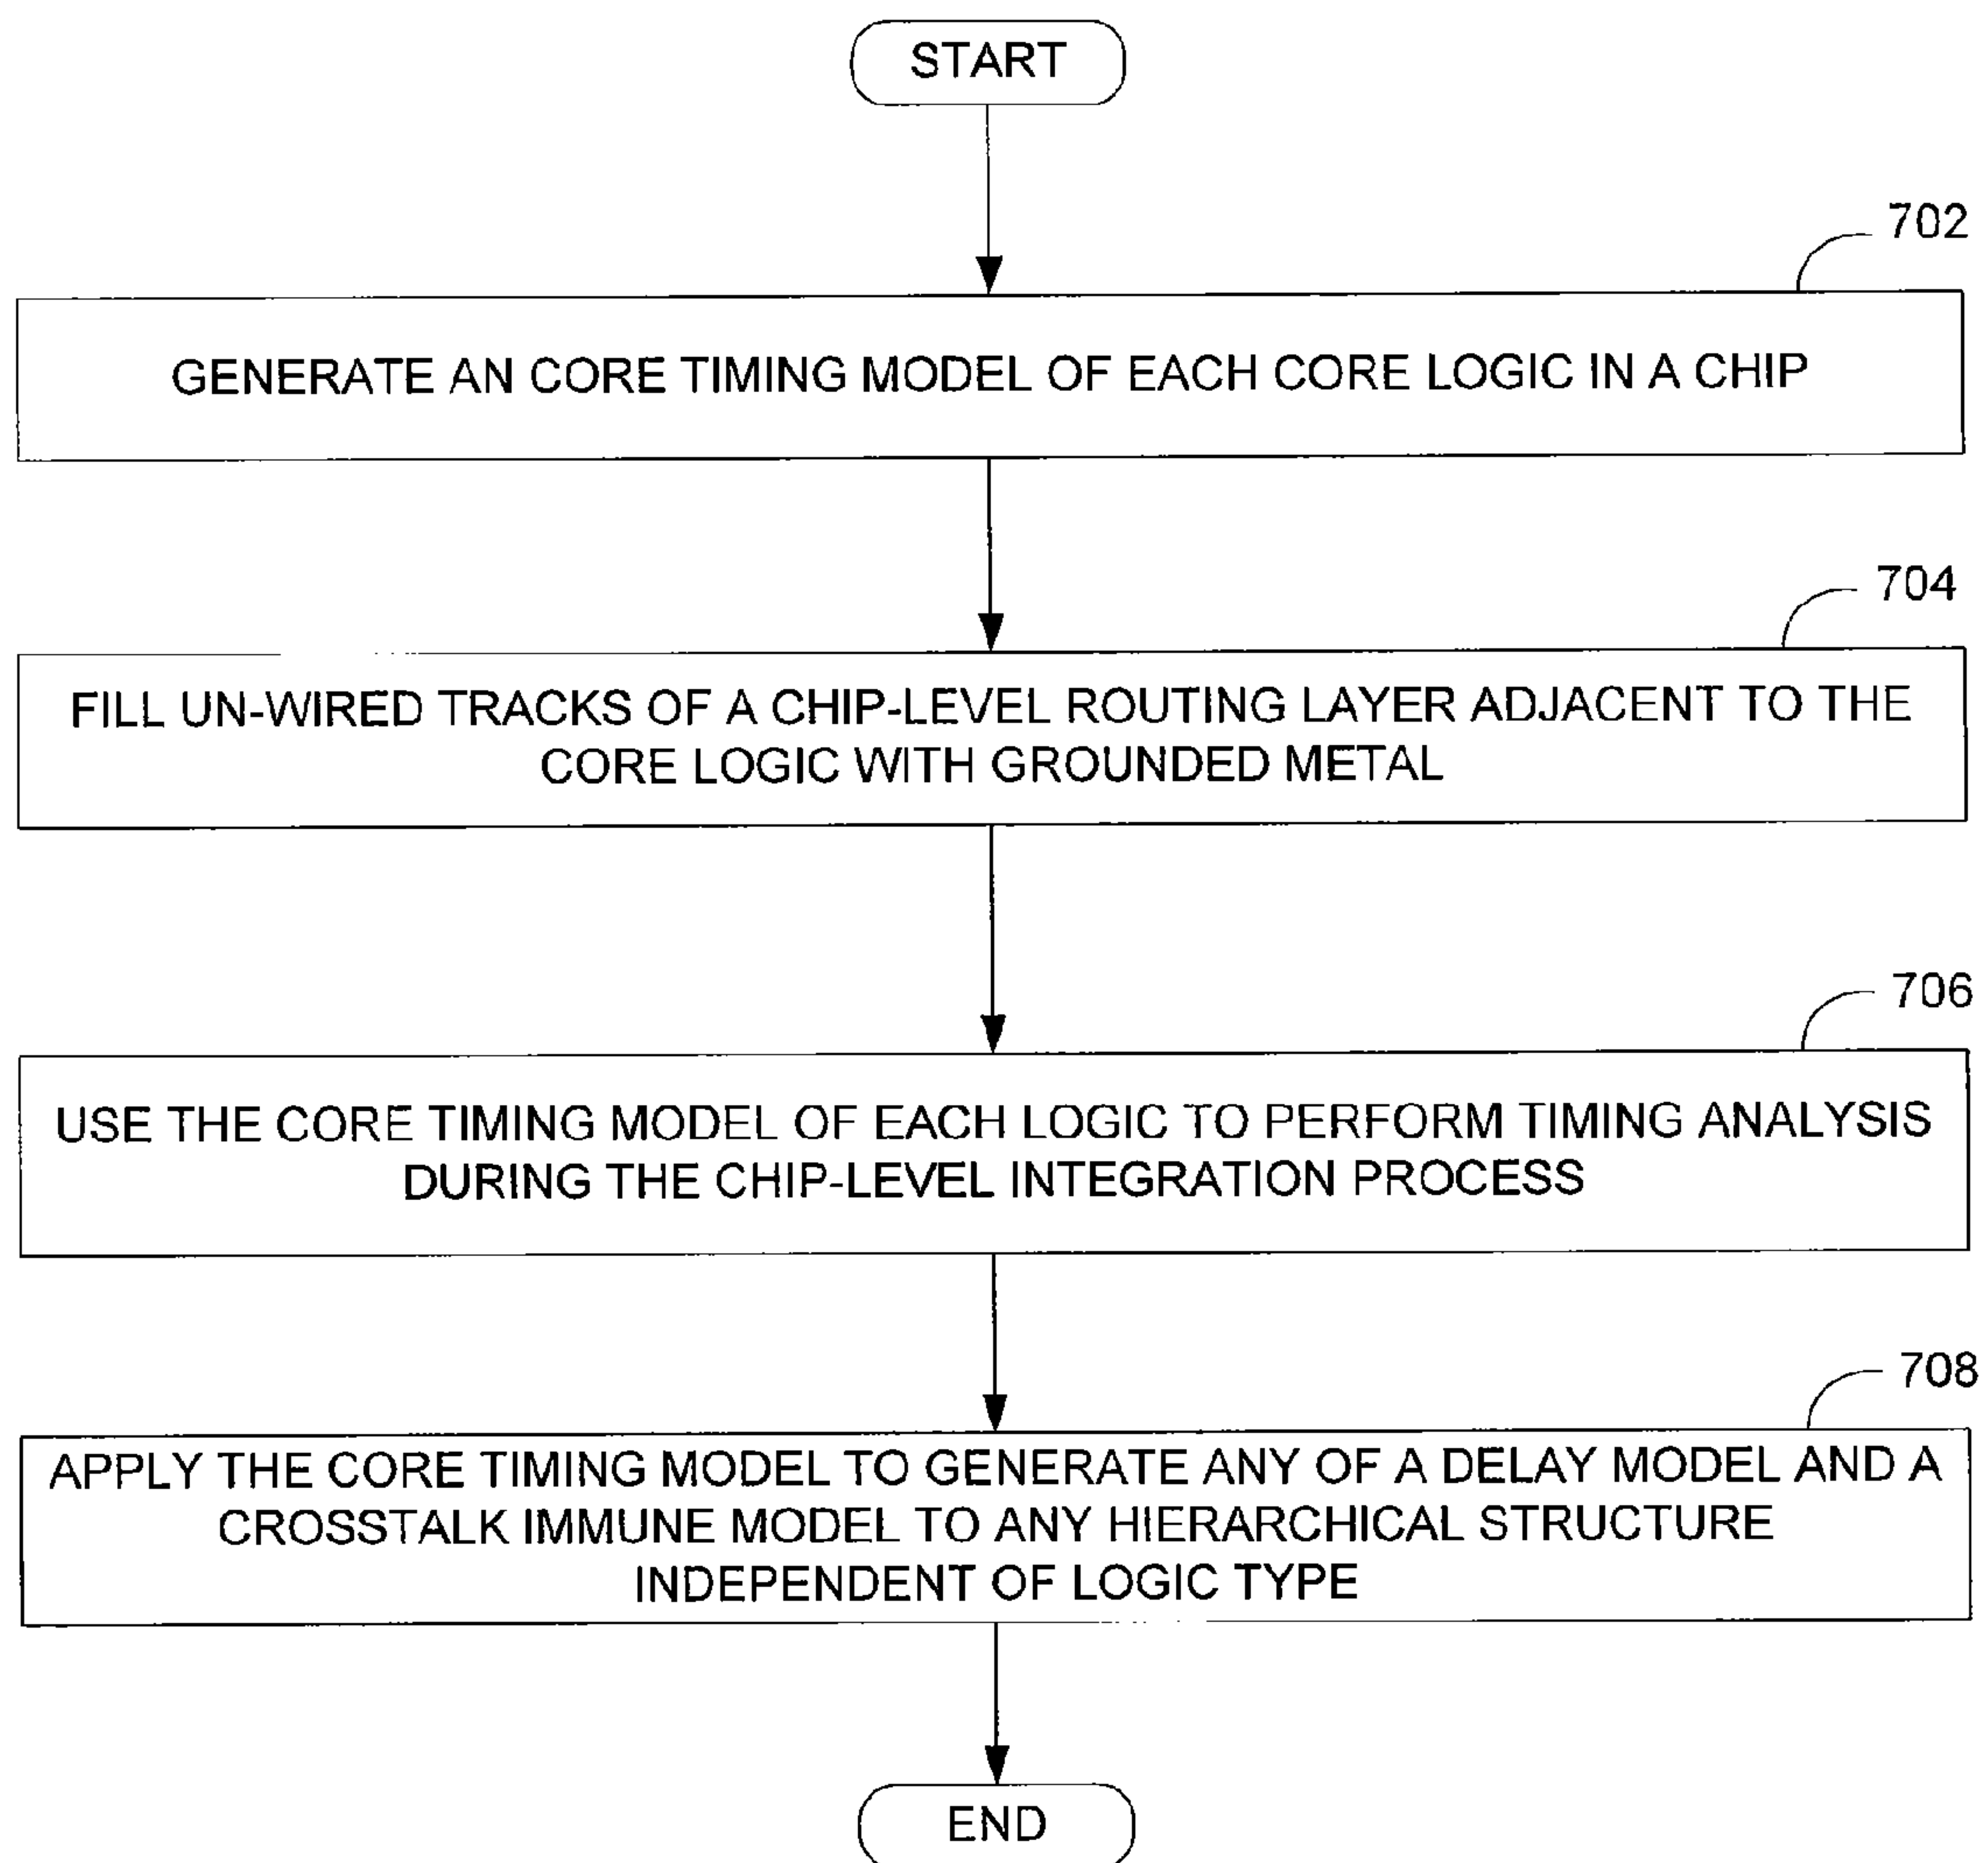 START
702
GENERATE AN CORE TIMING MODEL OF EACH CORE LOGIC IN A CHIP
704
FILL UN-WIRED TRACKS OF A CHIP-LEVEL ROUTING LAYER ADJACENT TO THE
CORE LOGIC WITH GROUNDED METAL
706
USE THE CORE TIMING MODEL OF EACH LOGIC TO PERFORM TIMING ANALYSIS
DURING THE CHIP-LEVEL INTEGRATION PROCESS
708
APPLY THE CORE TIMING MODEL TO GENERATE ANY OF A DELAY MODEL AND A
CROSSTALK IMMUNE MODEL TO ANY HIERARCHICAL STRUCTURE
INDEPENDENT OF LOGIC TYPE
END